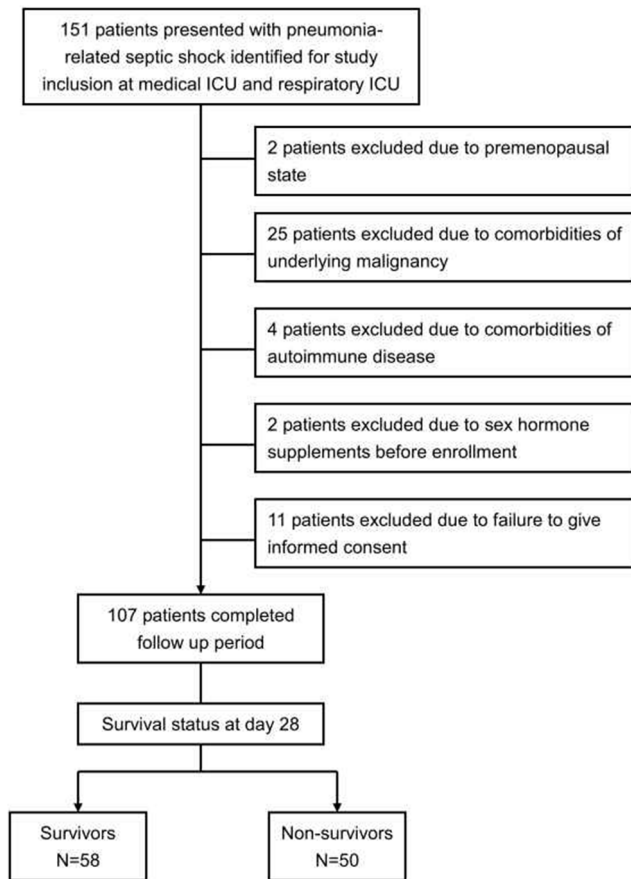 151 patients presented with pneumonia-
related septic shock identified for study
inclusion at medical ICU and respiratory ICU
2 patients excluded due to premenopausal
state
25 patients excluded due to comorbidities of
underlying malignancy
4 patients excluded due to comorbidities of
autoimmune disease
2 patients excluded due to sex hormone
supplements before enrollment
11 patients excluded due to failure to give
informed consent
107 patients completed
follow up period
Survival status at day 28
Survivors
N=58
Non-survivors
N=50